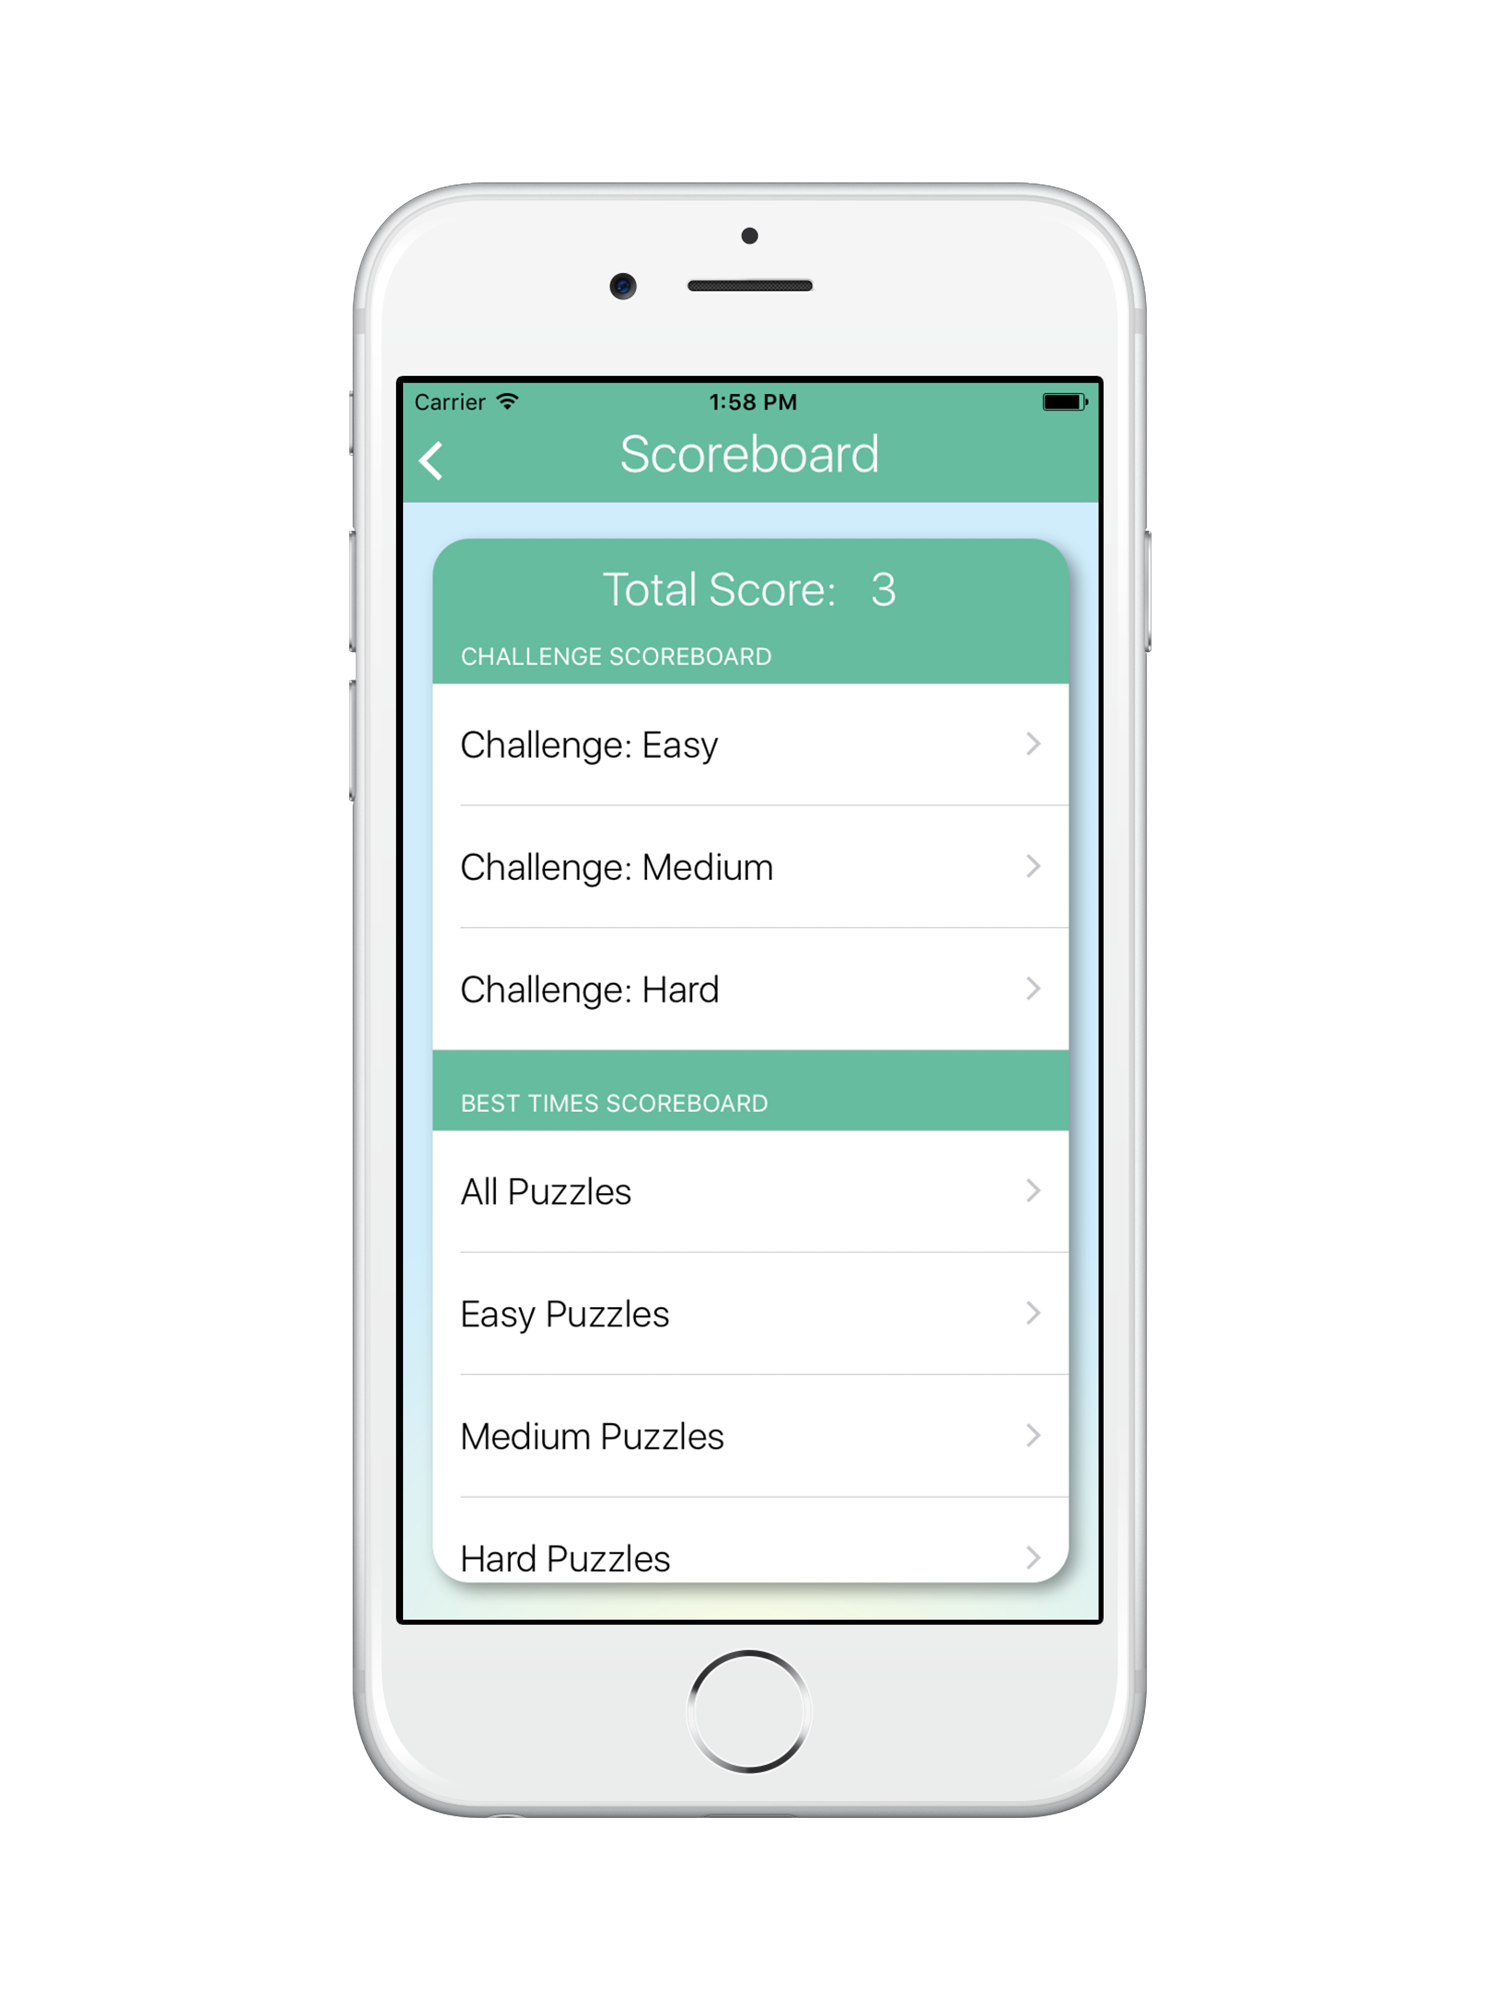 Carrier 1:58 PM
Scoreboard
Total Score: 3
CHALLENGE SCOREBOARD
Challenge: Easy
Challenge: Medium
Challenge: Hard
BEST TIMES SCOREBOARD
All Puzzles
Easy Puzzles
Medium Puzzles
Hard Puzzles